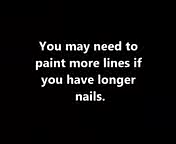 You may need to
paint more lines if
you have longer
nails.